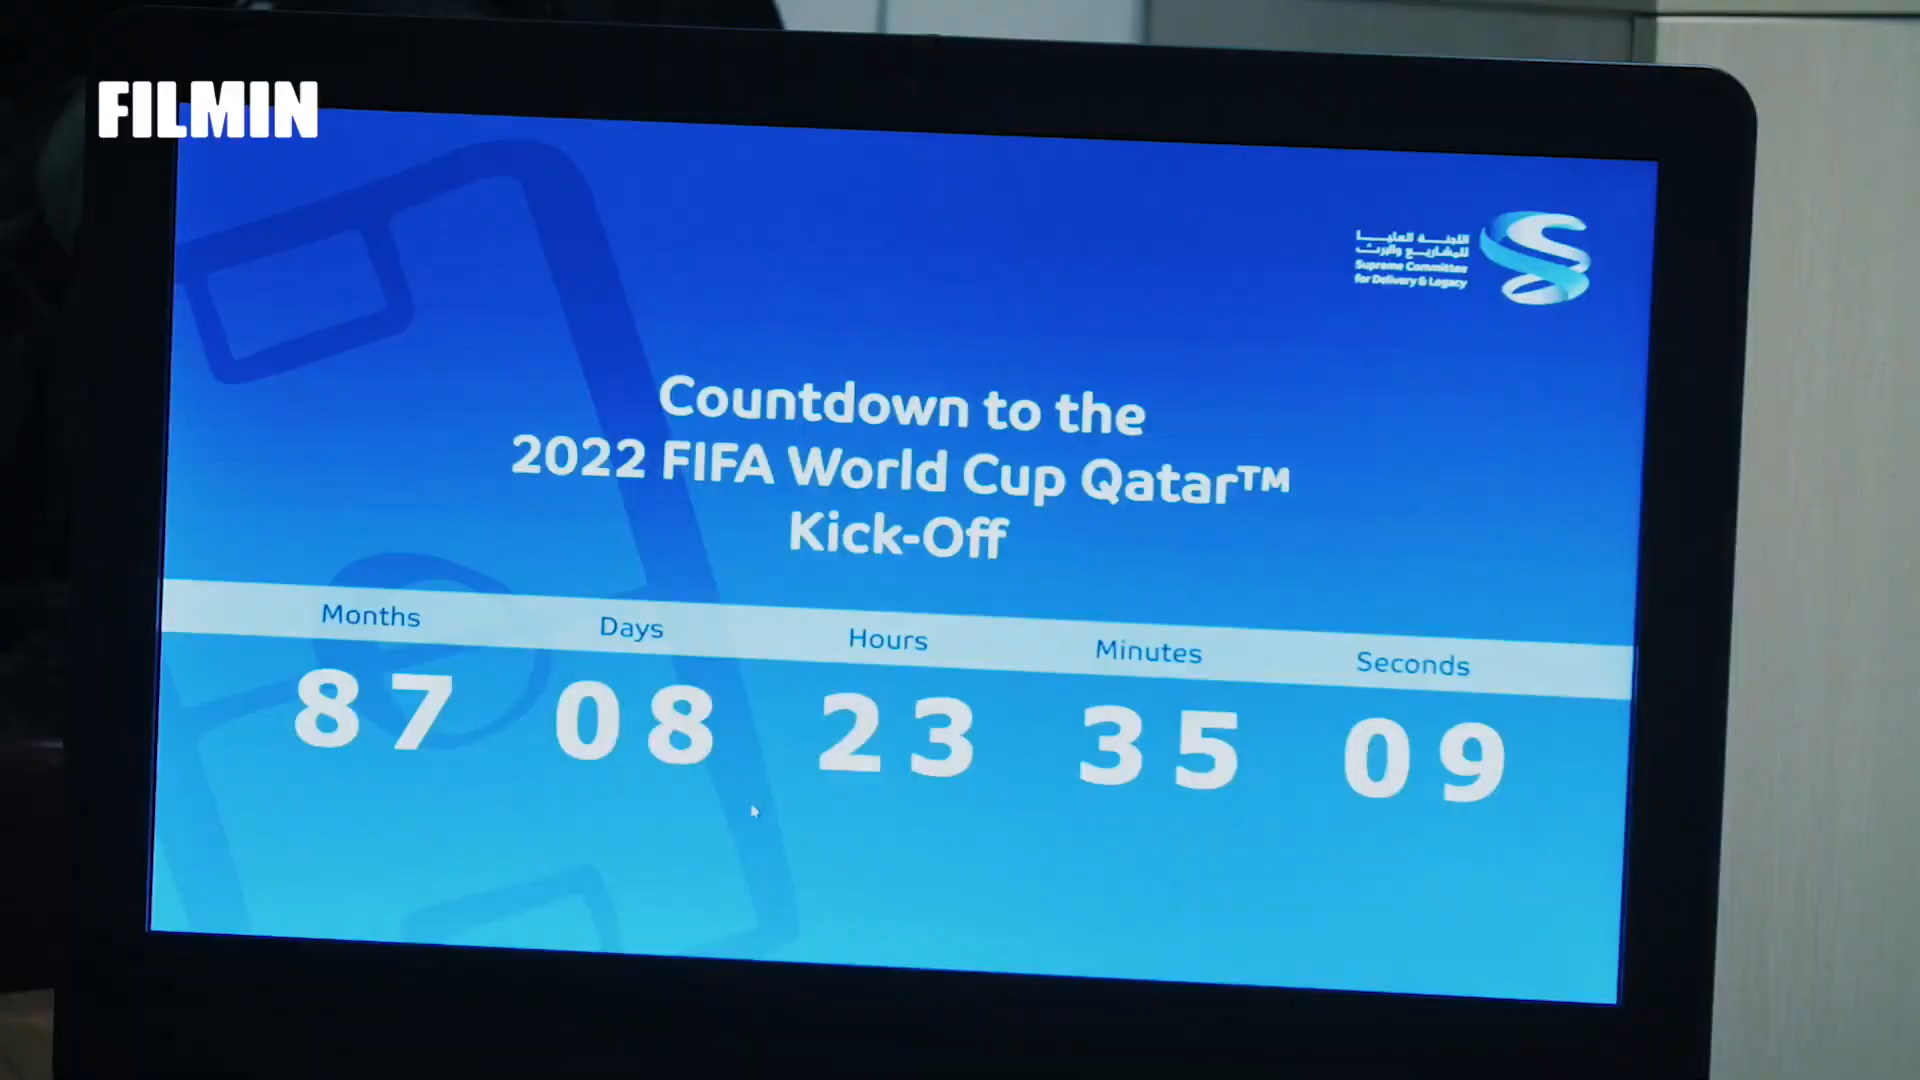 FILMIN
اللجنة العليا
للمشاريع والإرث
Supreme Committee
for Delivery & Legacy
Countdown to the
2022 FIFA World Cup Qatar™
Kick-Off
Months Days Hours Minutes Seconds
87 08 23 35 09